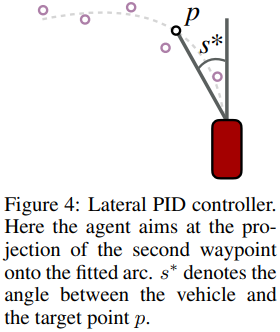 p
s*
Figure 4: Lateral PID controller.
Here the agent aims at the pro-
jection of the second waypoint
onto the fitted arc. s* denotes the
angle between the vehicle and
the target point p.